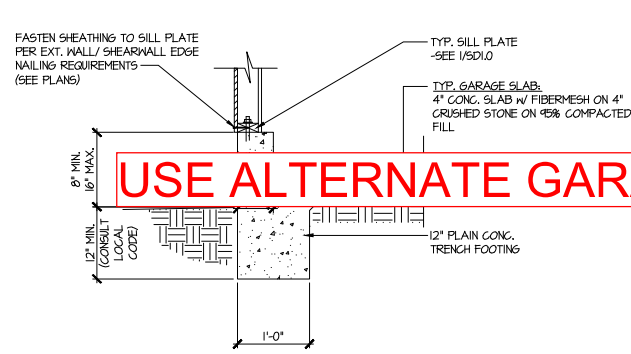 FASTEN SHEATHING TO SILL PLATE
PER EXT. WALL/ SHEARWALL EDGE
NAILING REQUIREMENTS
(SEE PLANS)
TYP. SILL PLATE
-SEE 1/SD1.0
TYP. GARAGE SLAB:
4" CONC. SLAB W/ FIBERMESH ON 4"
CRUSHED STONE ON 95% COMPACTED
FILL
8" MIN.
16" MAX.
USE ALTERNATE GAR
12" MIN.
(CONSULT
LOCAL
CODE)
12" PLAIN CONC.
TRENCH FOOTING
1'-0"